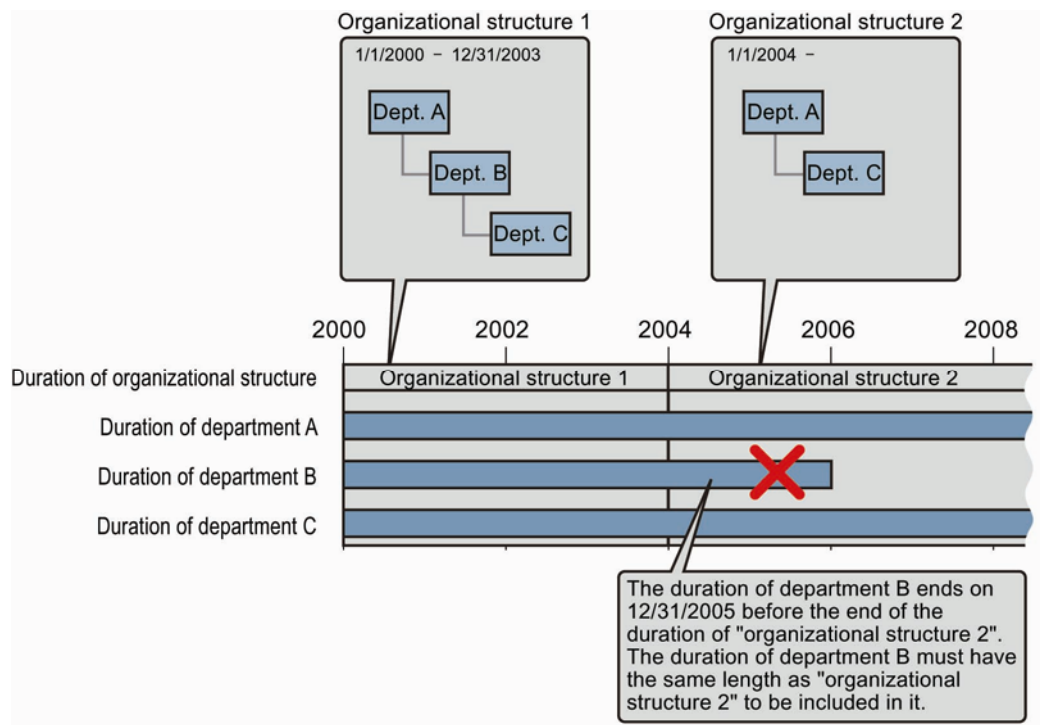 Organizational structure 1
Organizational structure 2
1/1/2000 – 12/31/2003
1/1/2004 –
Dept. A
Dept. B
Dept. C
Dept. A
Dept. C
2000 2002 2004 2006 2008
Duration of organizational structure
Organizational structure 1
Organizational structure 2
Duration of department A
Duration of department B
Duration of department C
The duration of department B ends on
12/31/2005 before the end of the
duration of "organizational structure 2".
The duration of department B must have
the same length as "organizational
structure 2" to be included in it.